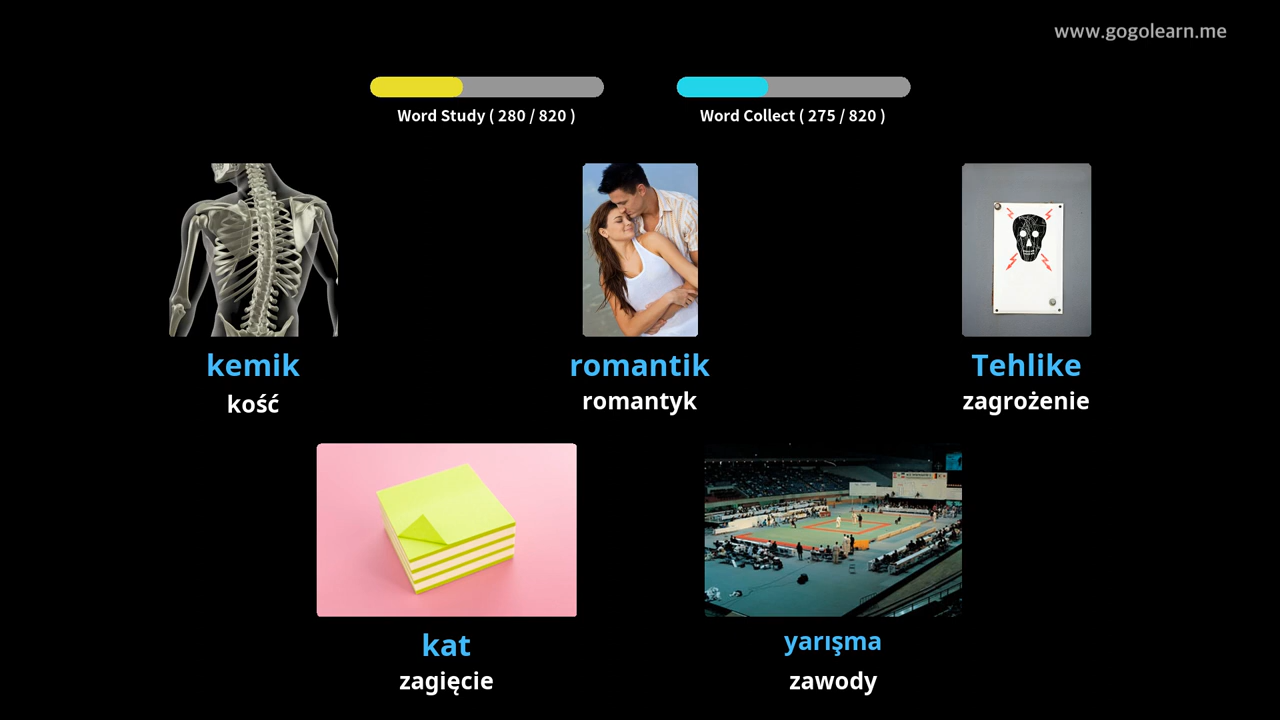 www.gogolearn.me
Word Study ( 280 / 820 )
Word Collect ( 275 / 820 )
kemik
kość
romantik
romantyk
Tehlike
zagrożenie
kat
zagięcie
yarışma
zawody